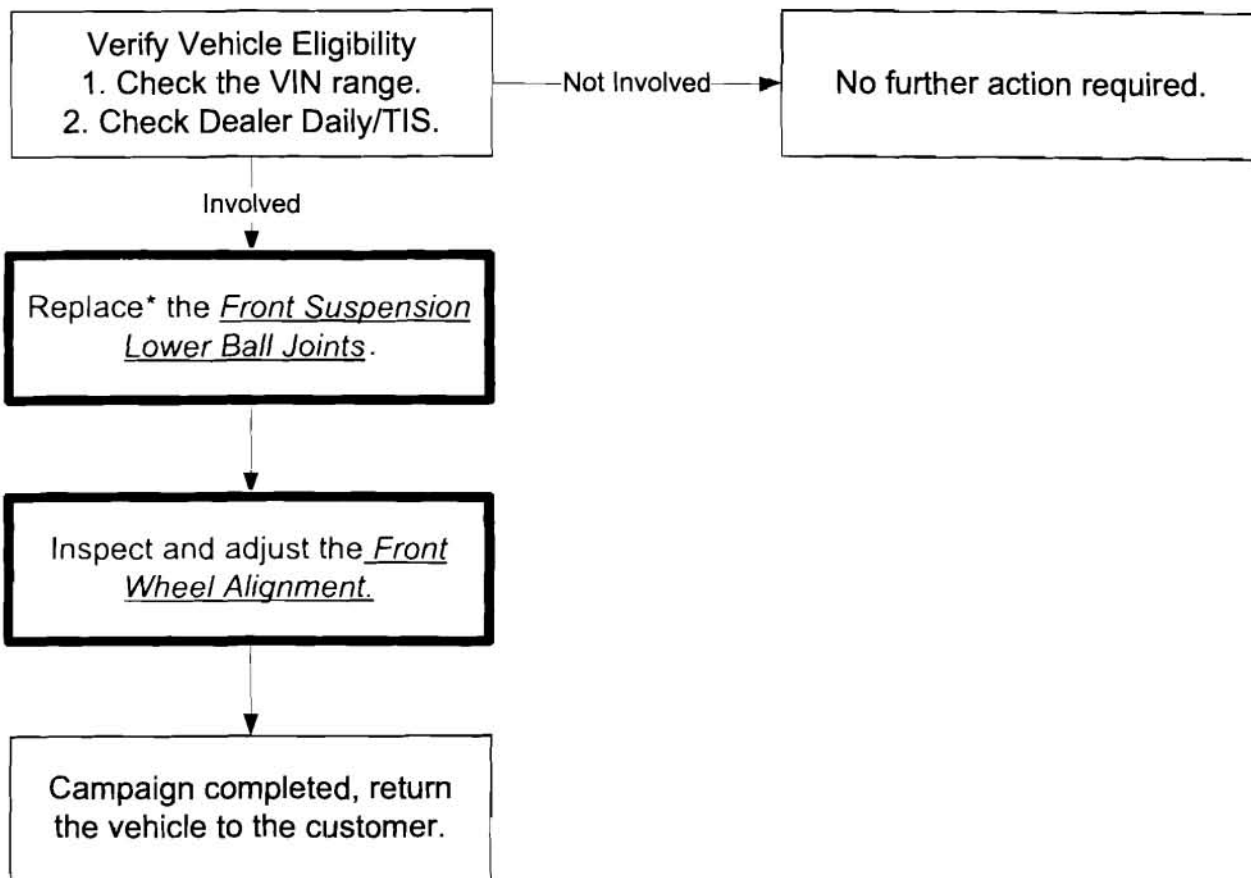 Verify Vehicle Eligibility
1. Check the VIN range.
2. Check Dealer Daily/TIS.
Not Involved
No further action required.
Involved
Replace* the Front Suspension
Lower Ball Joints.
Inspect and adjust the Front
Wheel Alignment.
Campaign completed, return
the vehicle to the customer.